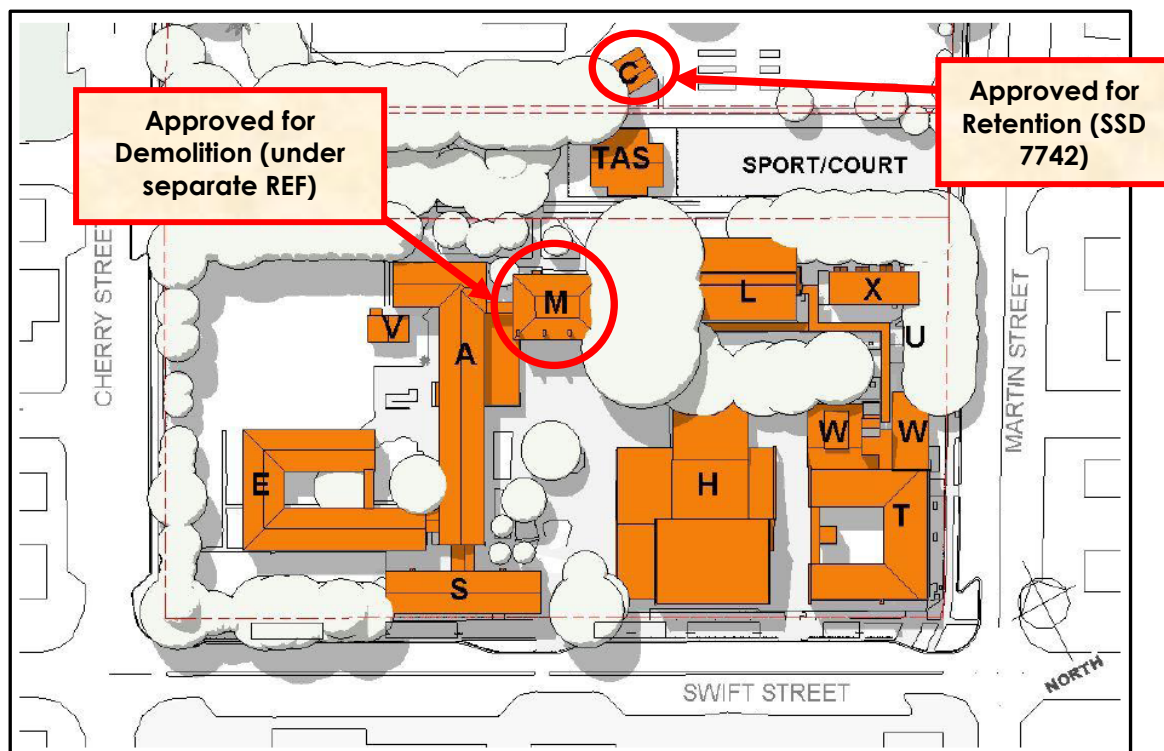 C
Approved for
Retention (SSD
7742)
Approved for
Demolition (under
separate REF)
TAS
SPORT/COURT
CHERRY STREET
M
L
X
V
A
U
MARTIN STREET
E
W
W
H
T
S
NORTH
SWIFT STREET